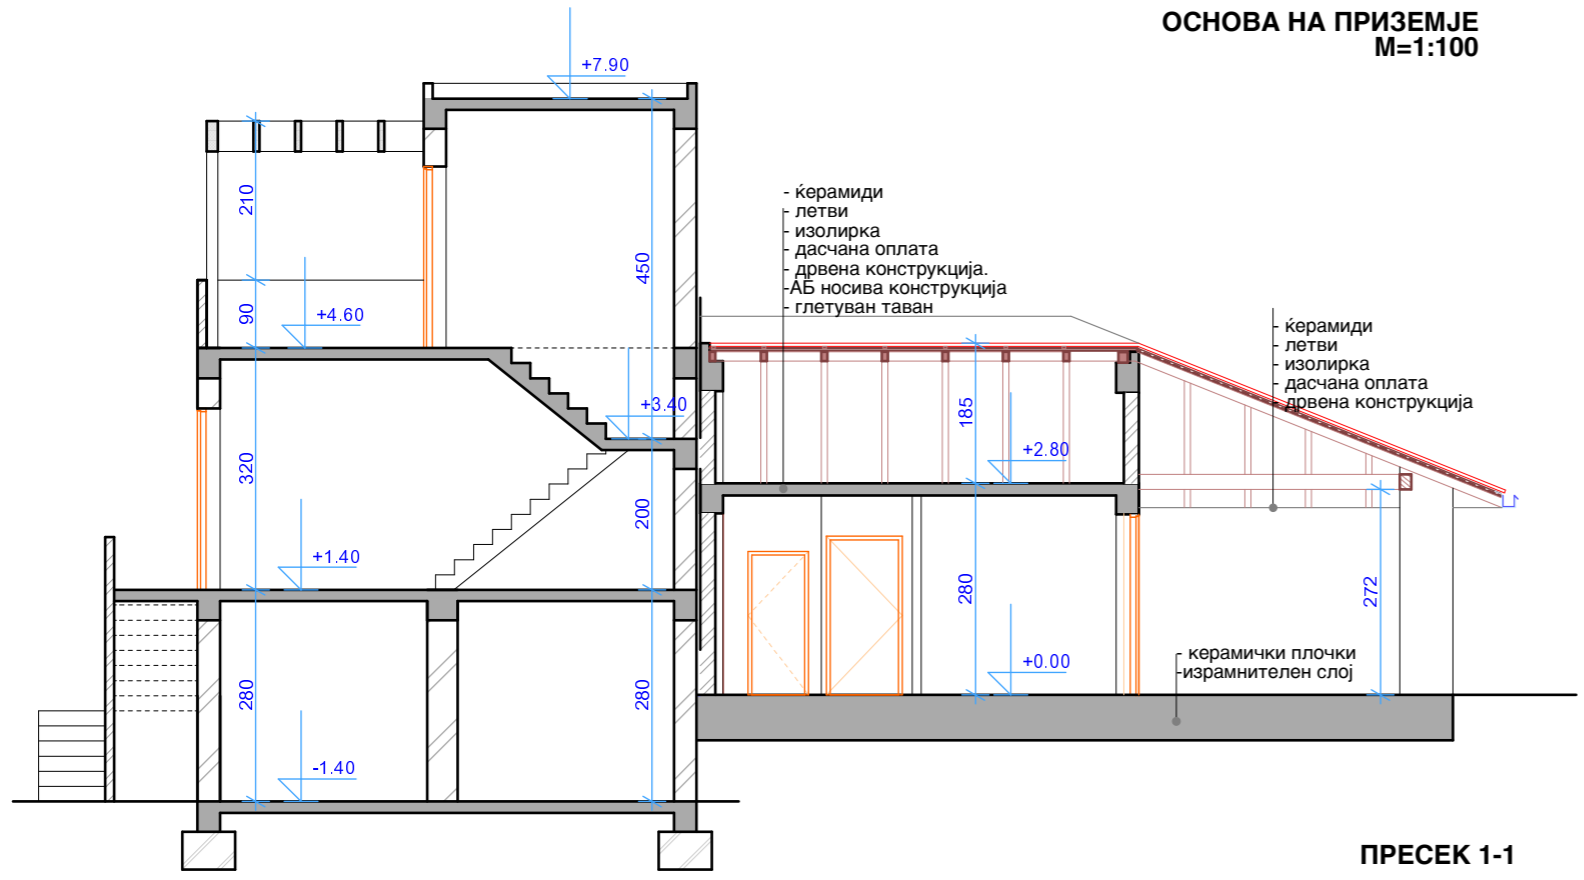 ОСНОВА НА ПРИЗЕМЈЕ
М=1:100
+7.90
210
450
90
+4.60
- ќерамиди
- летви
- изолирка
- дасчана оплата
- дрвена конструкција.
-АБ носива конструкција
- глетуван таван
- ќерамиди
- летви
- изолирка
- дасчана оплата
- дрвена конструкција
+3.40
185
+2.80
320
200
+1.40
280
272
+0.00
- керамички плочки
-израмнителен слој
280
280
-1.40
ПРЕСЕК 1-1